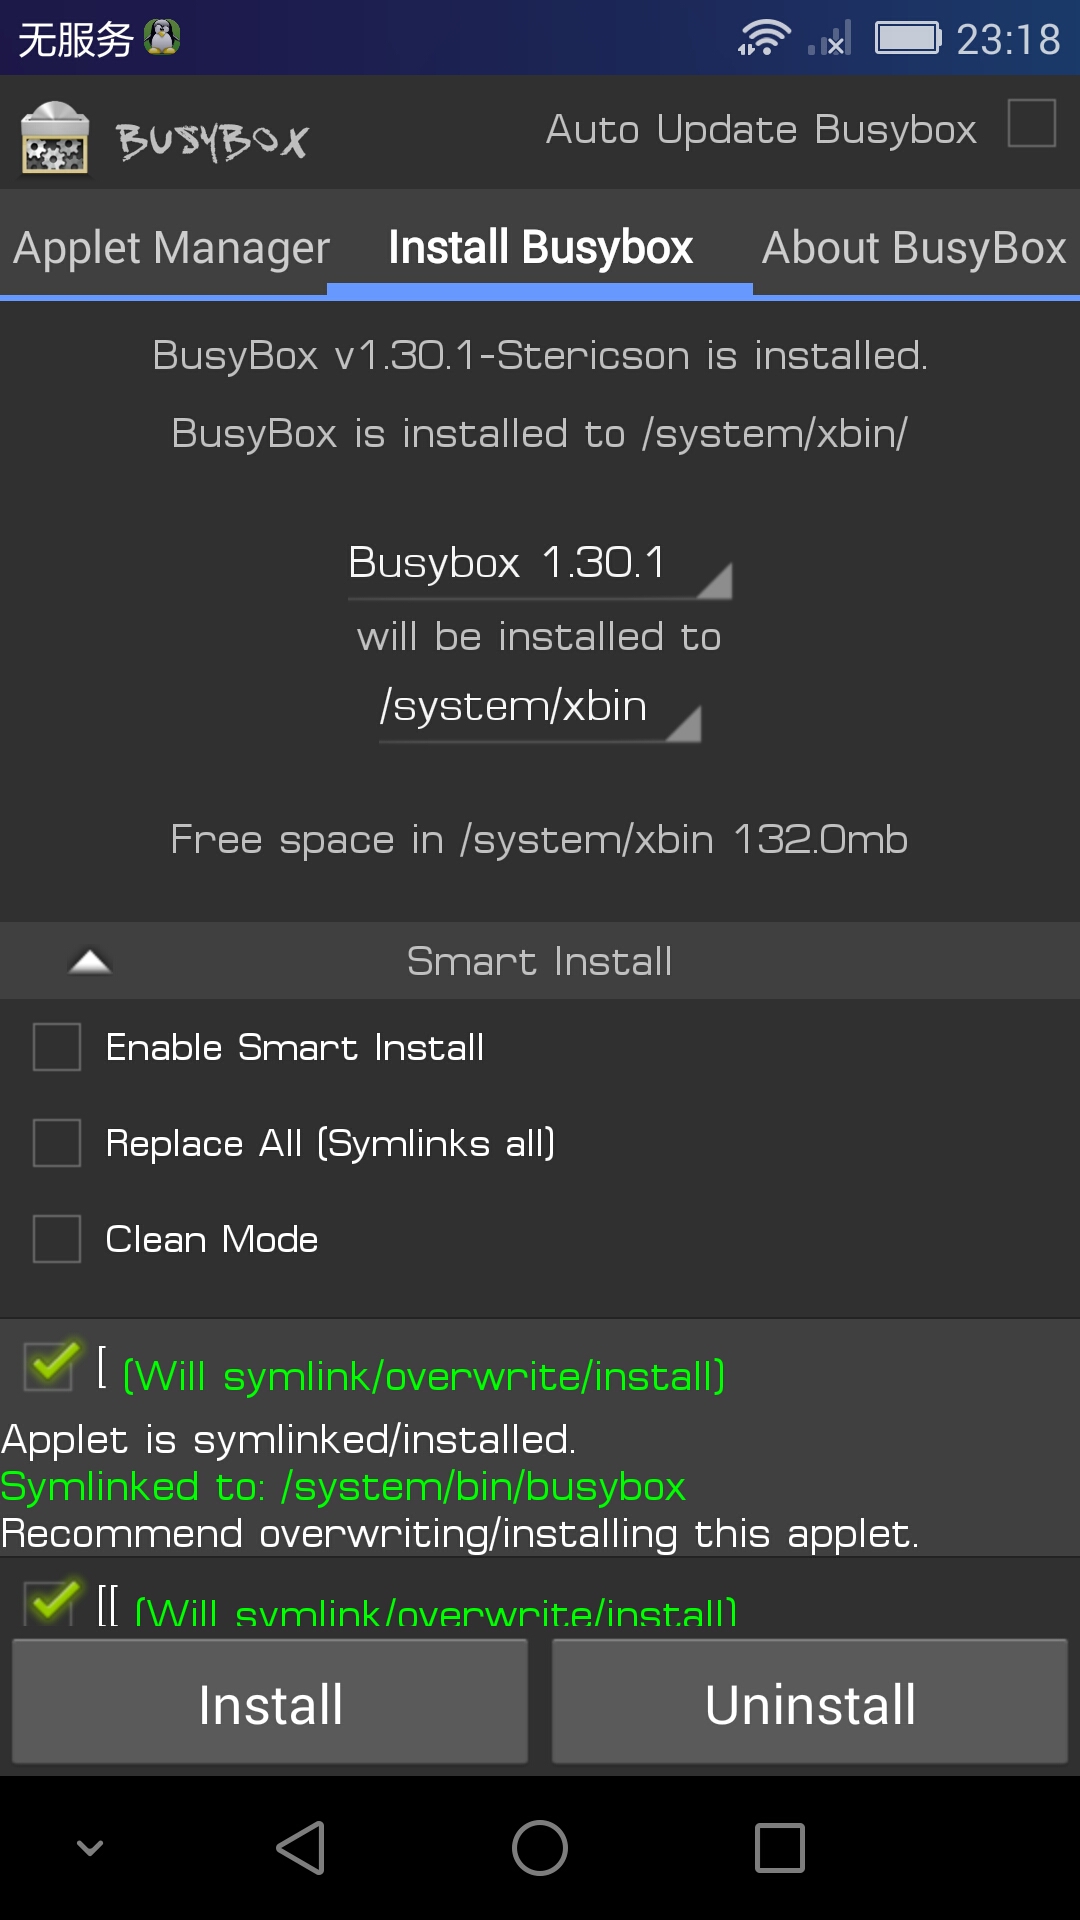 无服务 23:18
BUSYBOX Auto Update Busybox
Applet Manager Install Busybox About BusyBox
BusyBox v1.30.1-Stericson is installed.
BusyBox is installed to /system/xbin/
Busybox 1.30.1
will be installed to
/system/xbin
Free space in /system/xbin 132.0mb
Smart Install
Enable Smart Install
Replace All (Symlinks all)
Clean Mode
[ (Will symlink/overwrite/install)
Applet is symlinked/installed.
Symlinked to: /system/bin/busybox
Recommend overwriting/installing this applet.
[[ (Will symlink/overwrite/install)
Install Uninstall